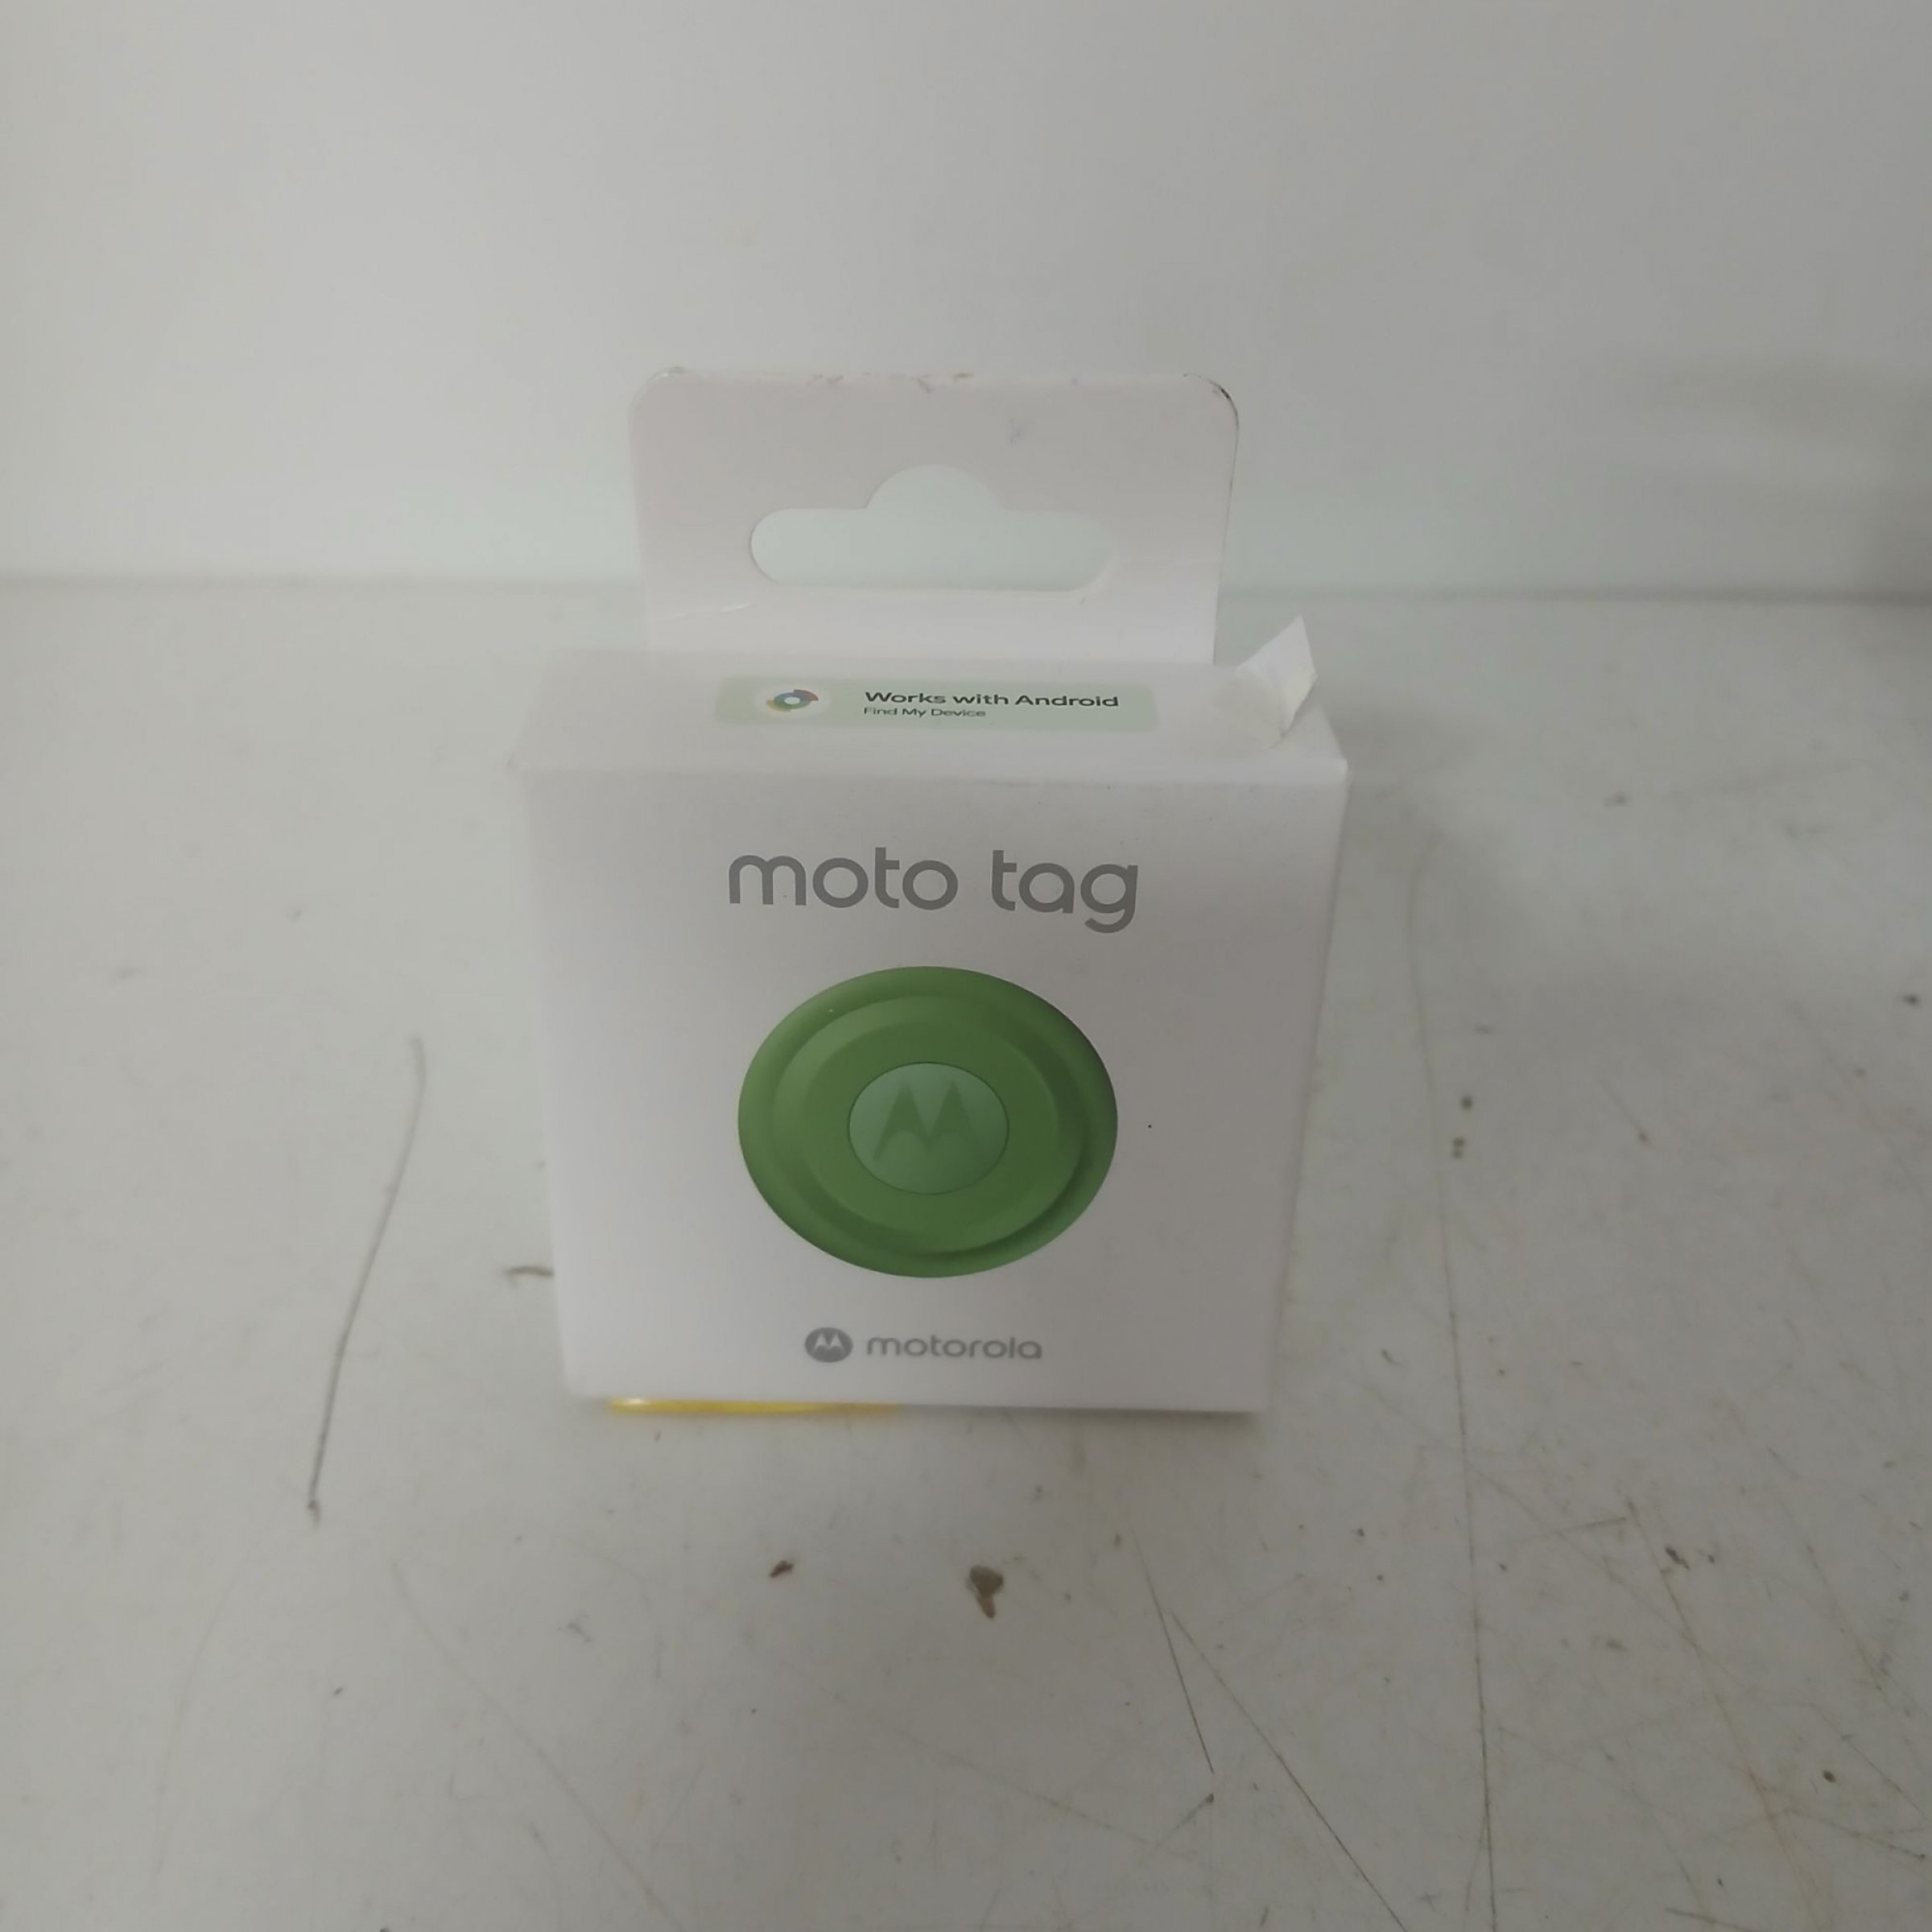 Works with Android
Find My Device
moto tag
motorola